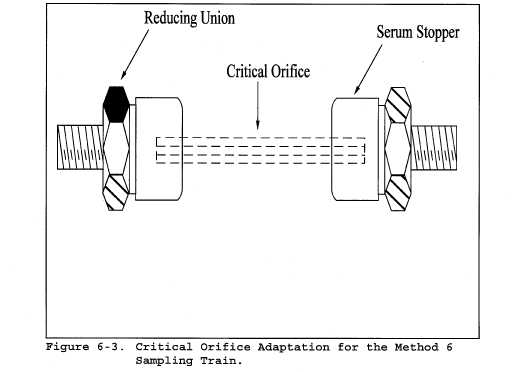 Reducing Union
Serum Stopper
Critical Orifice
Figure 6-3. Critical Orifice Adaptation for the Method 6
Sampling Train.